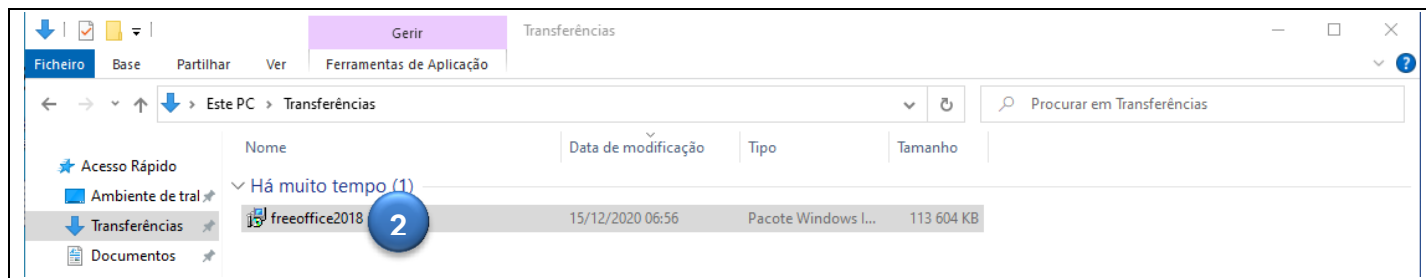 Gerir Transferências
Ficheiro Base Partilhar Ver Ferramentas de Aplicação ?
Este PC > Transferências Procurar em Transferências
Nome Data de modificação Tipo Tamanho
Acesso Rápido
Há muito tempo (1)
Ambiente de tral
freeoffice2018 2 15/12/2020 06:56 Pacote Windows I... 113 604 KB
Transferências
Documentos